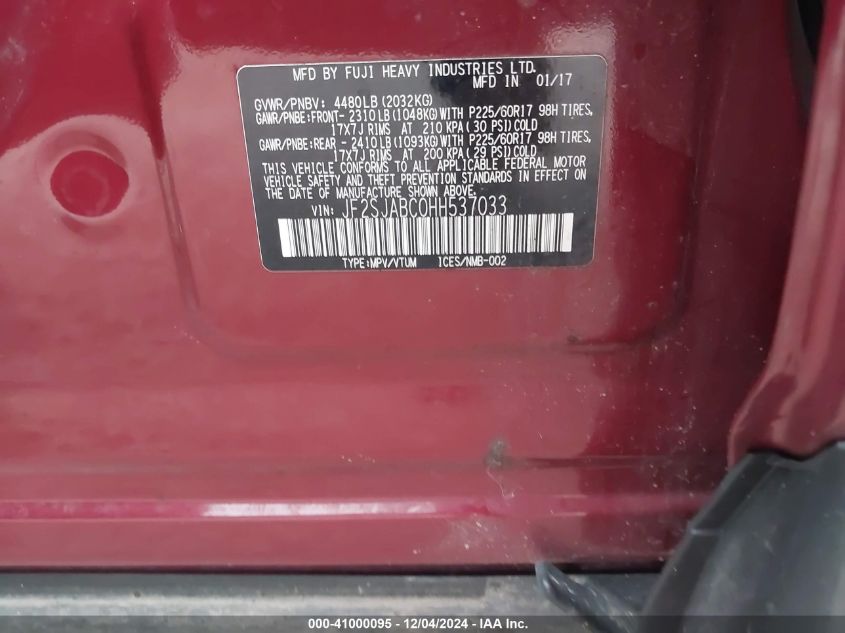 MFD BY FUJI HEAVY INDUSTRIES LTD.
MFD IN 01/17
GVWR/PNBV: 4480LB(2032KG)
GAWR/PNBE:FRONT- 2310LB(1048KG)WITH P225/60R17 98H TIRES,
17X7J RIMS AT 210 KPA(30 PSI)COLD
GAWR/PNBE:REAR - 2410LB(1093KG)WITH P225/60R17 98H TIRES,
17X7J RIMS AT 200 KPA(29 PSI)COLD
THIS VEHICLE CONFORMS TO ALL APPLICABLE FEDERAL MOTOR
VEHICLE SAFETY AND THEFT PREVENTION STANDARDS IN EFFECT ON
THE DATE OF MANUFACTURE SHOWN ABOVE.
VIN: JF2SJABC0HH537033
TYPE:MPV/VTUM ICES/NMB-002
000-41000095 - 12/04/2024 - IAA Inc.